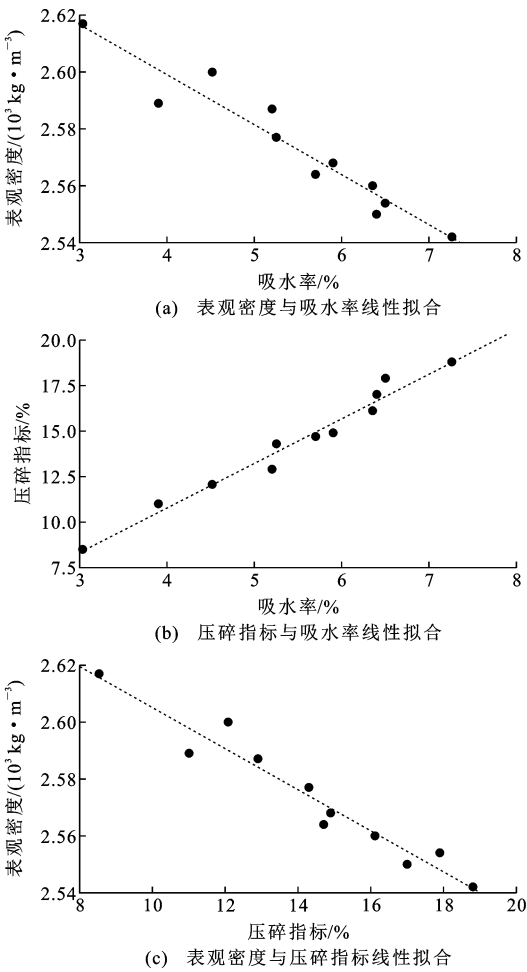 2.62
2.60
2.58
2.56
2.54
表观密度/(10³ kg·m⁻³)
3 4 5 6 7 8
吸水率/%
(a) 表观密度与吸水率线性拟合
20.0
17.5
15.0
12.5
10.0
7.5
压碎指标/%
3 4 5 6 7 8
吸水率/%
(b) 压碎指标与吸水率线性拟合
2.62
2.60
2.58
2.56
2.54
表观密度/(10³ kg·m⁻³)
8 10 12 14 16 18 20
压碎指标/%
(c) 表观密度与压碎指标线性拟合